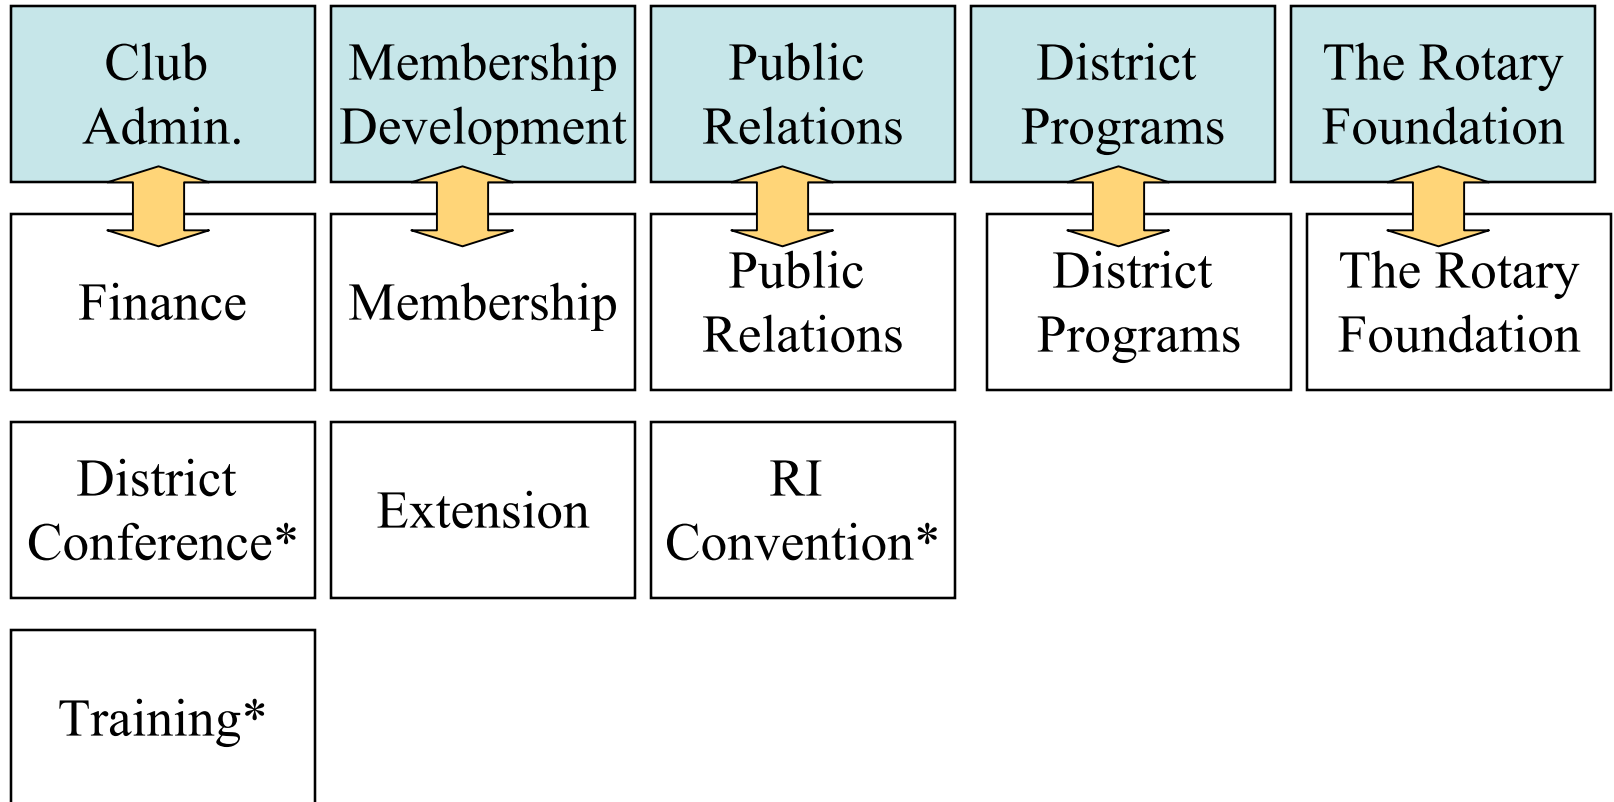 Club
Admin.
Membership
Development
Public
Relations
District
Programs
The Rotary
Foundation
Finance
Membership
Public
Relations
District
Programs
The Rotary
Foundation
District
Conference*
Extension
RI
Convention*
Training*